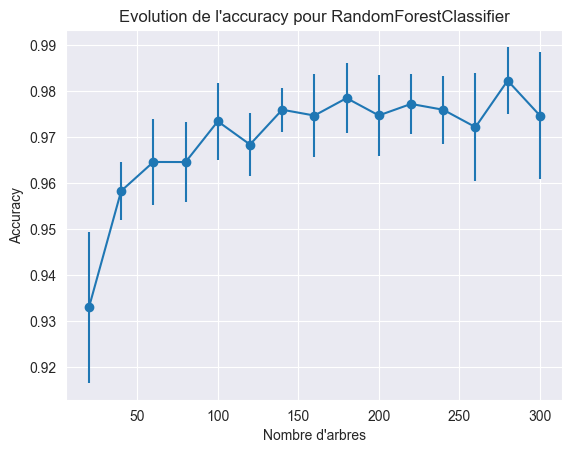 Evolution de l'accuracy pour RandomForestClassifier
0.99
0.98
0.97
0.96
0.95
0.94
0.93
0.92
Accuracy
50 100 150 200 250 300
Nombre d'arbres